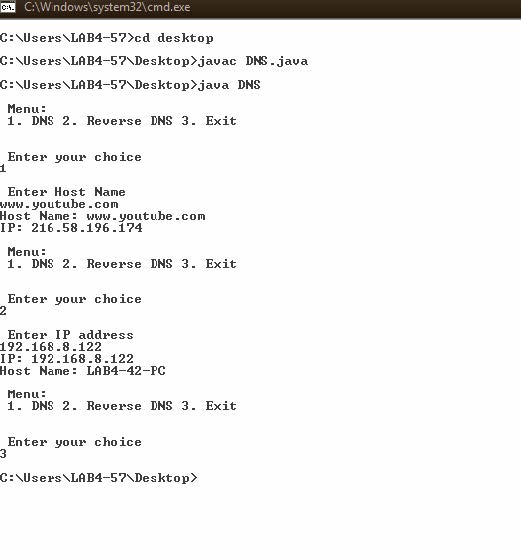 C:\Windows\system32\cmd.exe
C:\Users\LAB4-57>cd desktop
C:\Users\LAB4-57\Desktop>javac DNS.java
C:\Users\LAB4-57\Desktop>java DNS
Menu:
1. DNS 2. Reverse DNS 3. Exit
Enter your choice
1
Enter Host Name
www.youtube.com
Host Name: www.youtube.com
IP: 216.58.196.174
Menu:
1. DNS 2. Reverse DNS 3. Exit
Enter your choice
2
Enter IP address
192.168.8.122
IP: 192.168.8.122
Host Name: LAB4-42-PC
Menu:
1. DNS 2. Reverse DNS 3. Exit
Enter your choice
3
C:\Users\LAB4-57\Desktop>